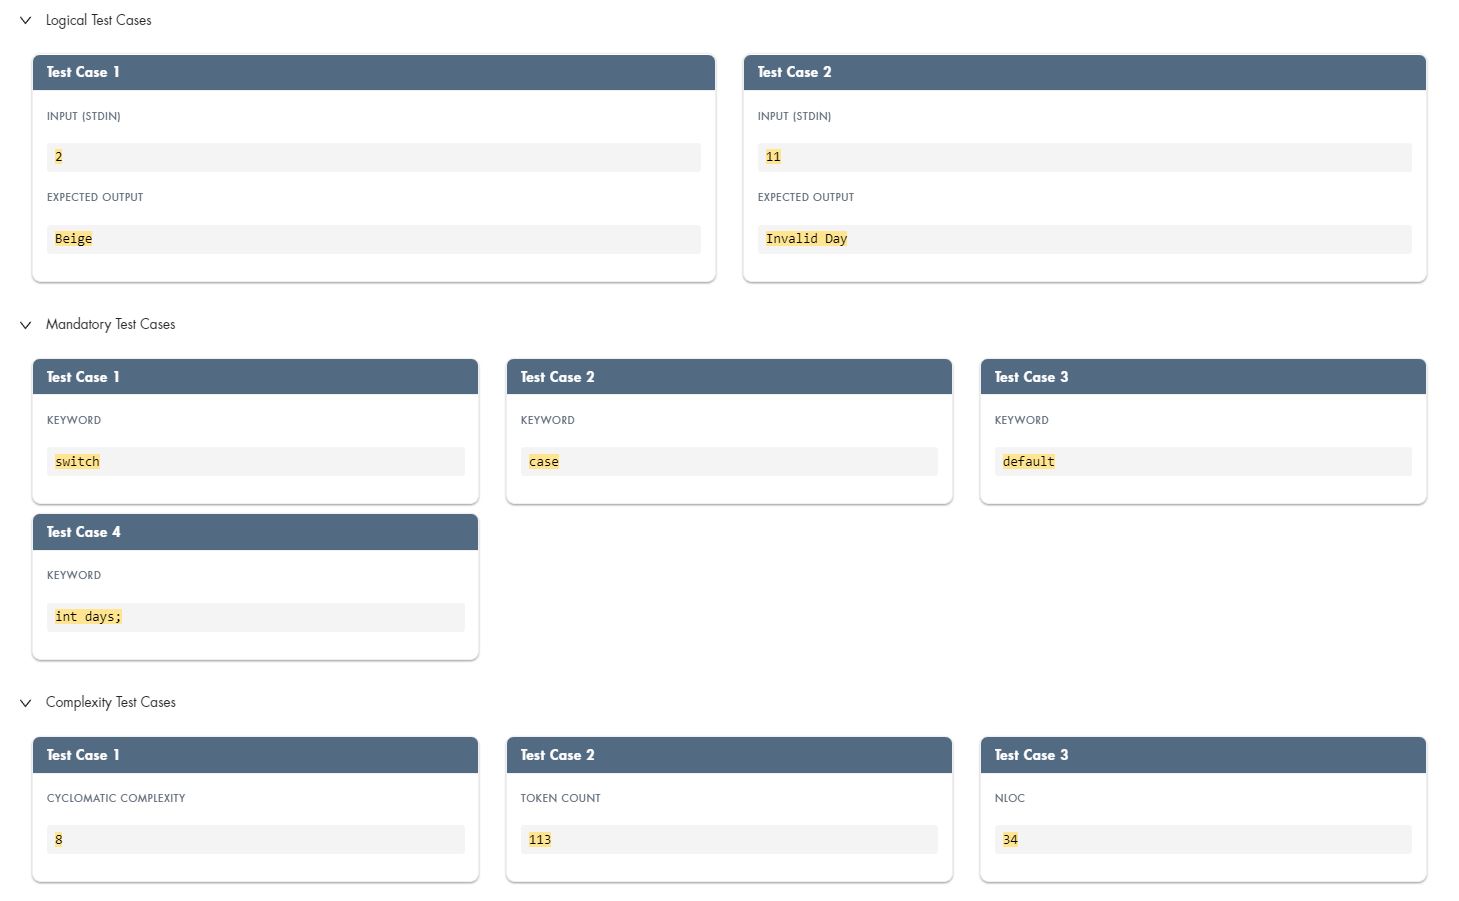 Logical Test Cases
Test Case 1
INPUT (STDIN)
2
EXPECTED OUTPUT
Beige
Test Case 2
INPUT (STDIN)
11
EXPECTED OUTPUT
Invalid Day
Mandatory Test Cases
Test Case 1
KEYWORD
switch
Test Case 2
KEYWORD
case
Test Case 3
KEYWORD
default
Test Case 4
KEYWORD
int days;
Complexity Test Cases
Test Case 1
CYCLOMATIC COMPLEXITY
8
Test Case 2
TOKEN COUNT
113
Test Case 3
NLOC
34